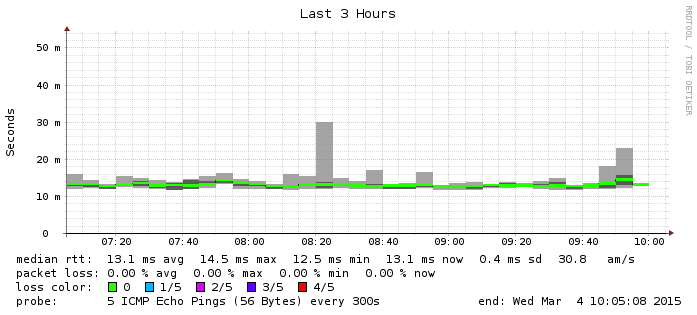 Last 3 Hours
RRDTOOL / TOBI OETIKER
Seconds
50 m
40 m
30 m
20 m
10 m
0
07:20 07:40 08:00 08:20 08:40 09:00 09:20 09:40 10:00
median rtt: 13.1 ms avg 14.5 ms max 12.5 ms min 13.1 ms now 0.4 ms sd 30.8 am/s
packet loss: 0.00 % avg 0.00 % max 0.00 % min 0.00 % now
loss color: 0 1/5 2/5 3/5 4/5
probe: 5 ICMP Echo Pings (56 Bytes) every 300s end: Wed Mar 4 10:05:08 2015